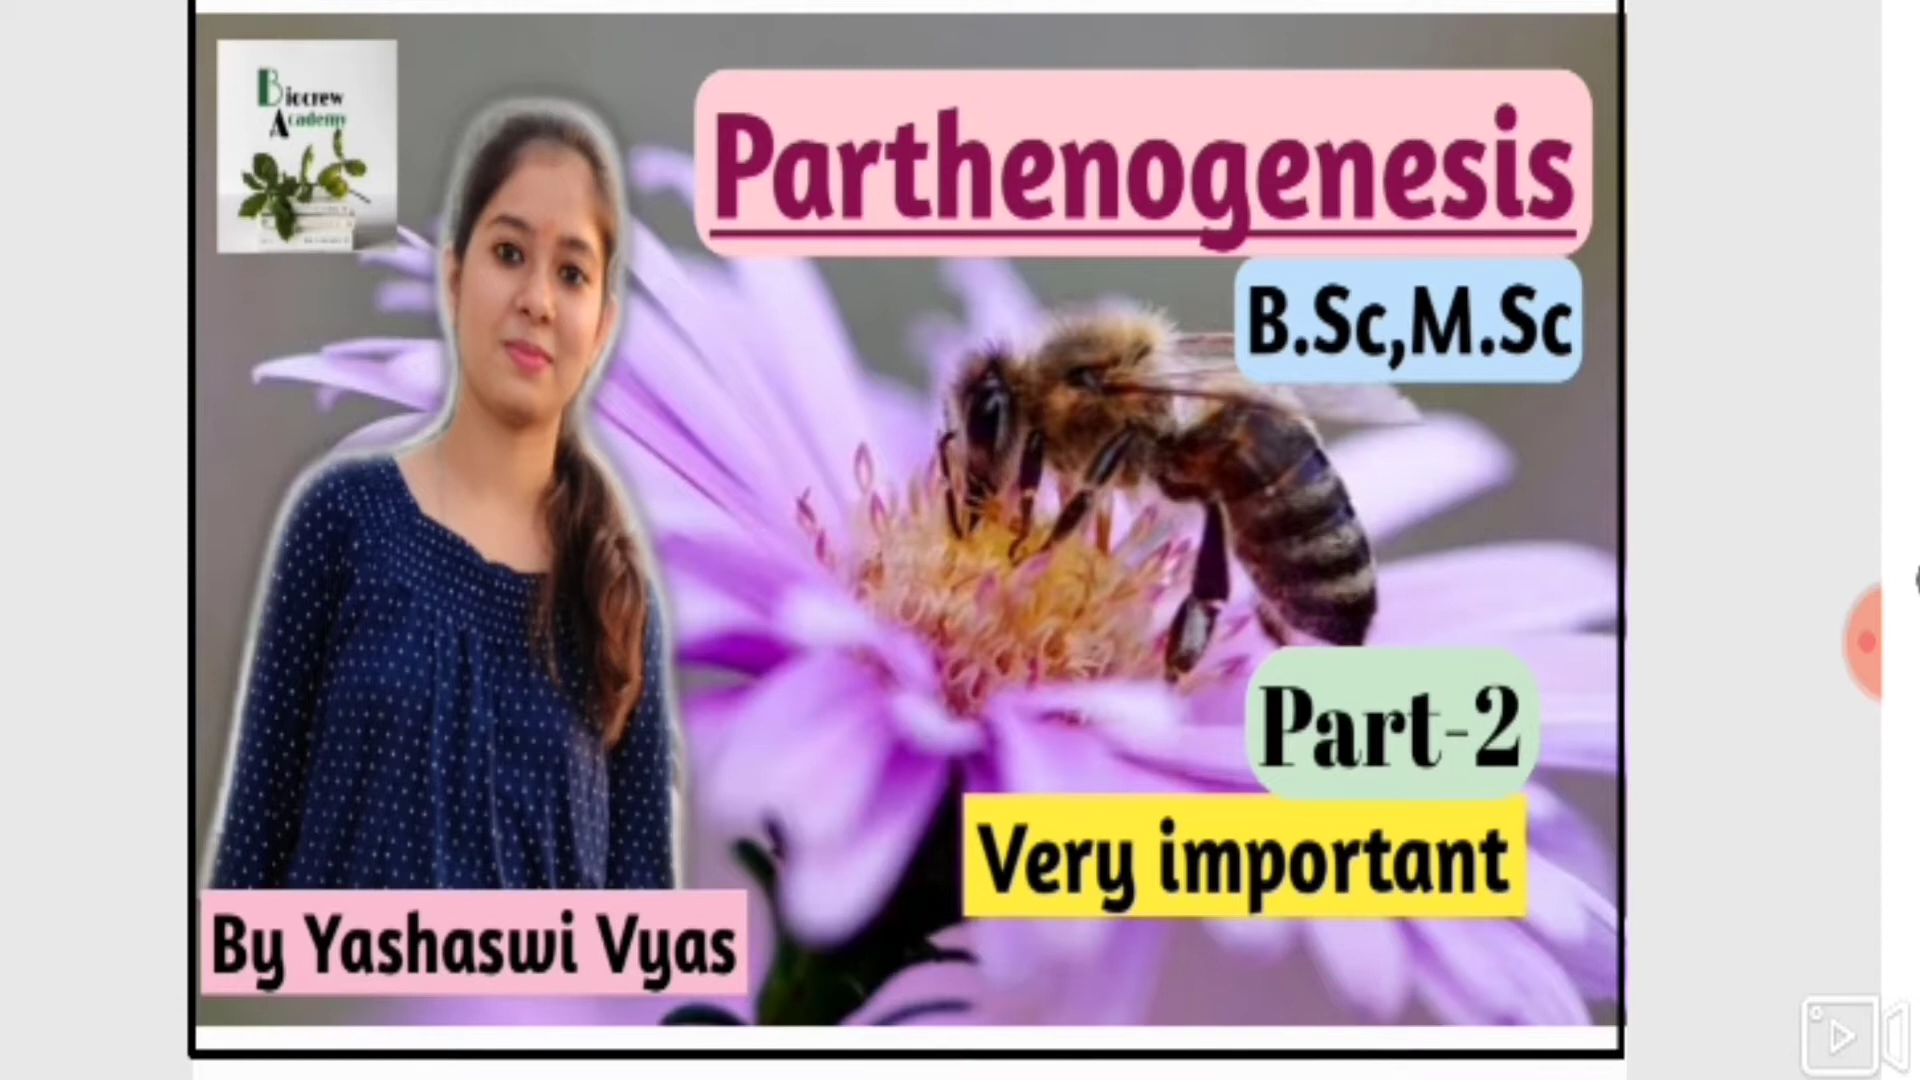 Biocrew
Academy
Parthenogenesis
B.Sc,M.Sc
Part-2
Very important
By Yashaswi Vyas